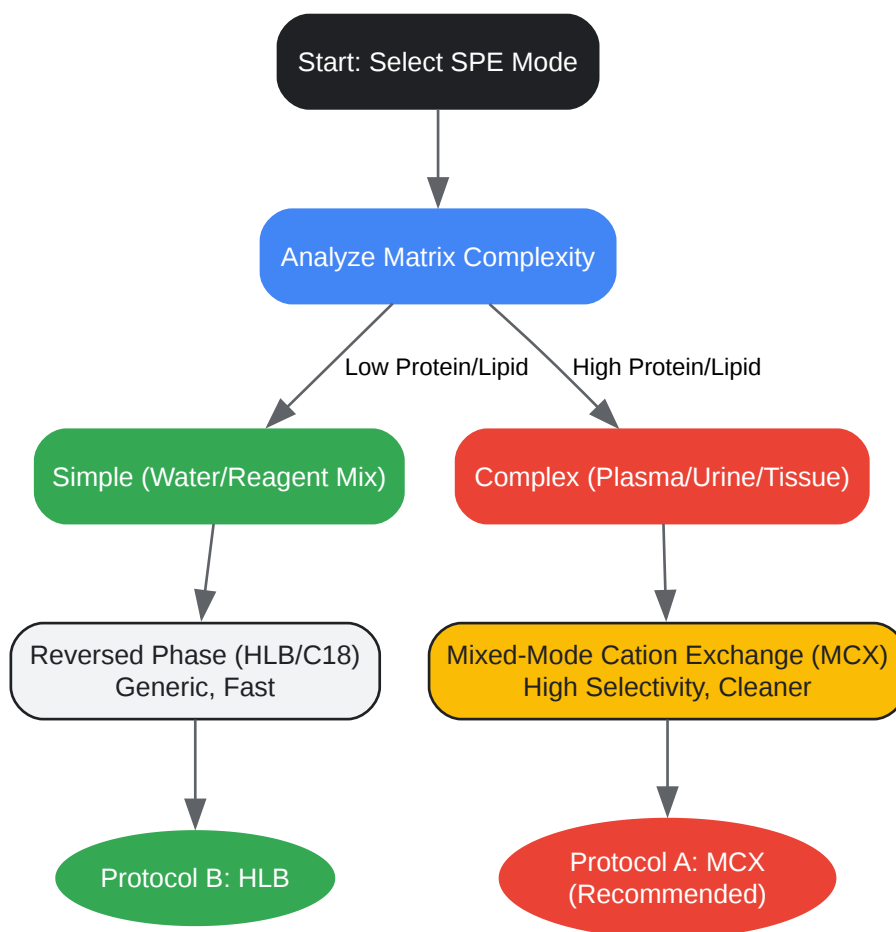 Start: Select SPE Mode
Analyze Matrix Complexity
Low Protein/Lipid
High Protein/Lipid
Simple (Water/Reagent Mix)
Complex (Plasma/Urine/Tissue)
Reversed Phase (HLB/C18)
Generic, Fast
Mixed-Mode Cation Exchange (MCX)
High Selectivity, Cleaner
Protocol B: HLB
Protocol A: MCX
(Recommended)